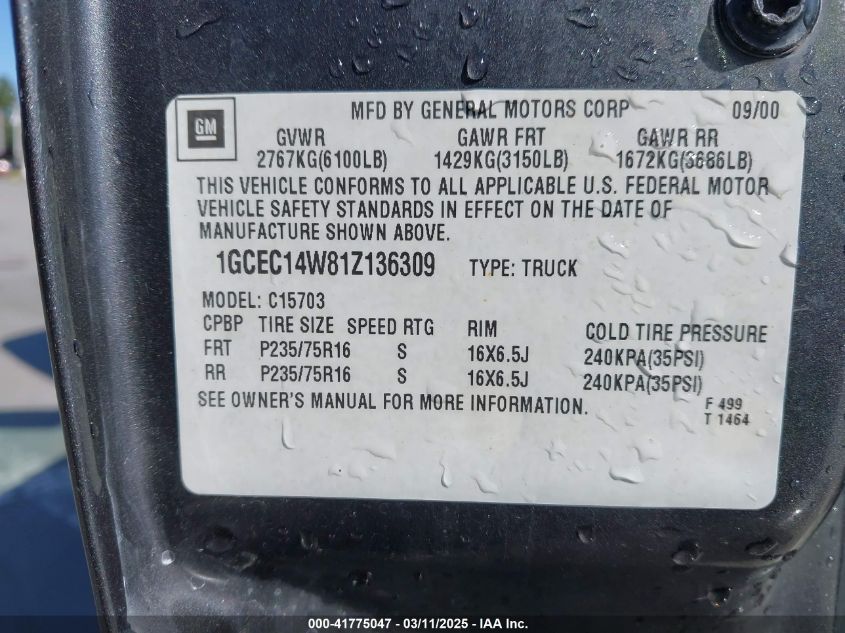 GM
MFD BY GENERAL MOTORS CORP 09/00
GVWR GAWR FRT GAWR RR
2767KG(6100LB) 1429KG(3150LB) 1672KG(3686LB)
THIS VEHICLE CONFORMS TO ALL APPLICABLE U.S. FEDERAL MOTOR
VEHICLE SAFETY STANDARDS IN EFFECT ON THE DATE OF
MANUFACTURE SHOWN ABOVE.
1GCEC14W81Z136309 TYPE: TRUCK
MODEL: C15703
CPBP TIRE SIZE SPEED RTG RIM COLD TIRE PRESSURE
FRT P235/75R16 S 16X6.5J 240KPA(35PSI)
RR P235/75R16 S 16X6.5J 240KPA(35PSI)
SEE OWNER'S MANUAL FOR MORE INFORMATION.
F 499
T 1464
000-41775047 - 03/11/2025 - IAA Inc.